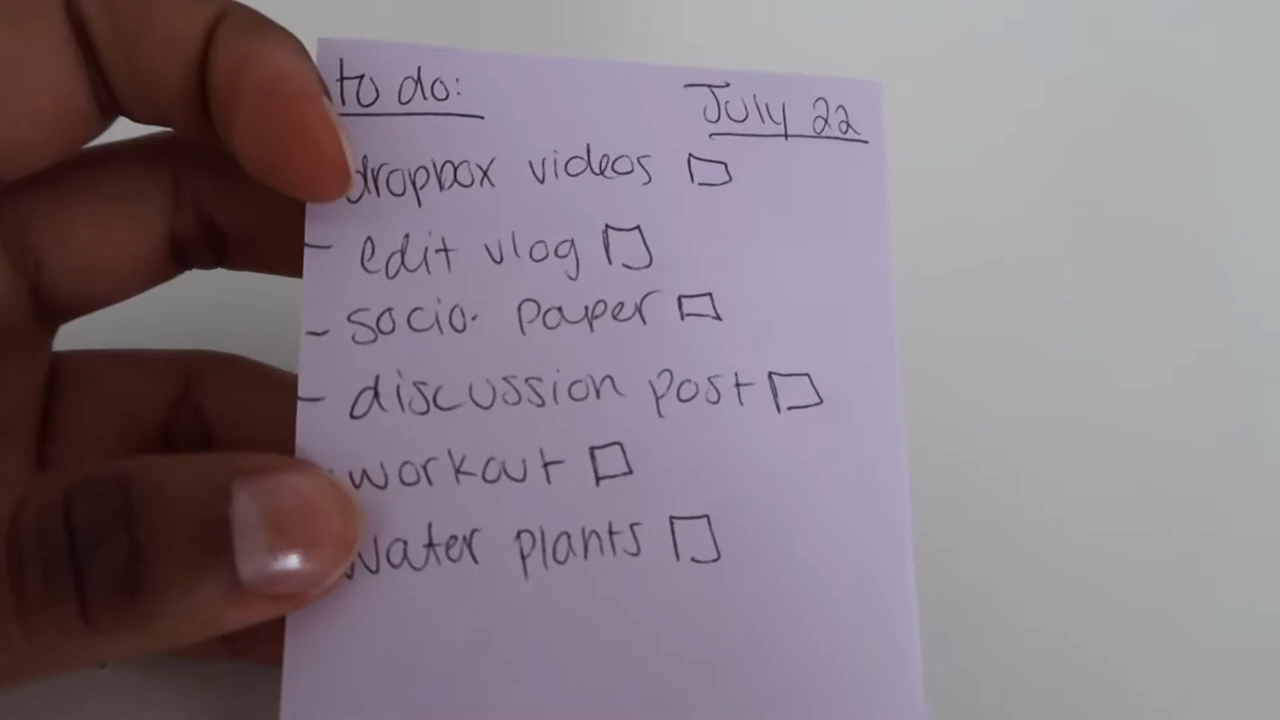 to do: July 22
dropbox videos
- edit vlog
- socio. paper
- discussion post
workout
water plants